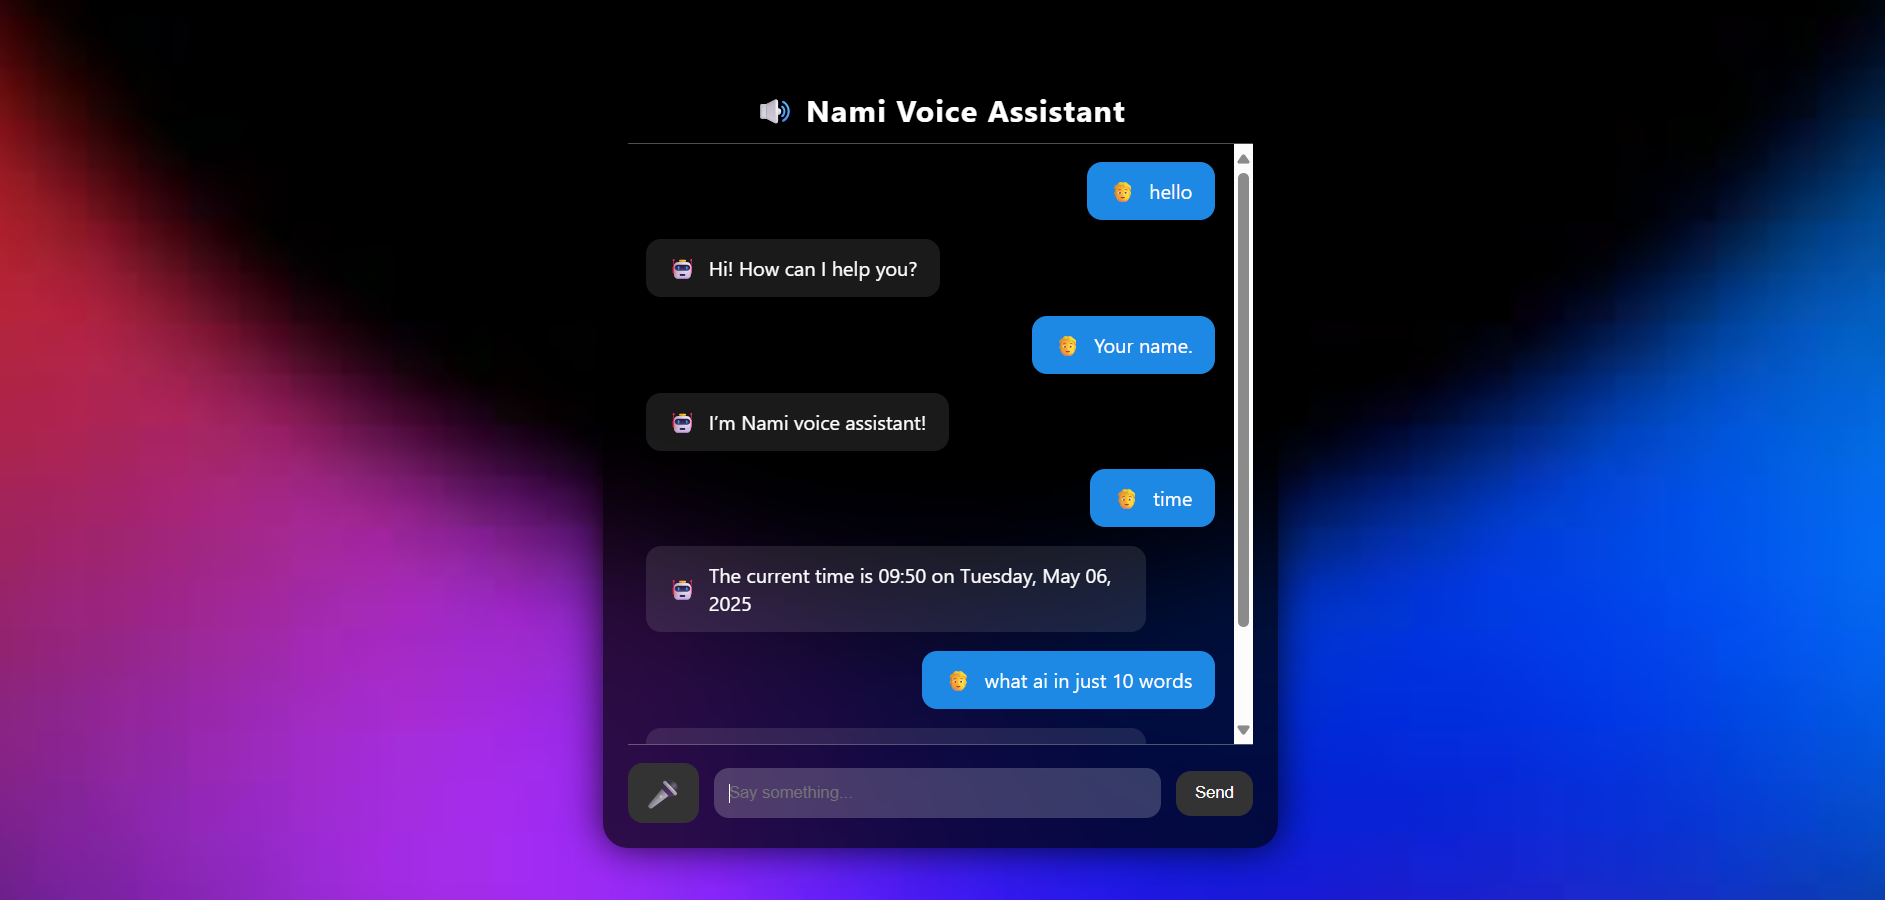 Nami Voice Assistant
hello
Hi! How can I help you?
Your name.
I’m Nami voice assistant!
time
The current time is 09:50 on Tuesday, May 06,
2025
what ai in just 10 words
Say something...
Send